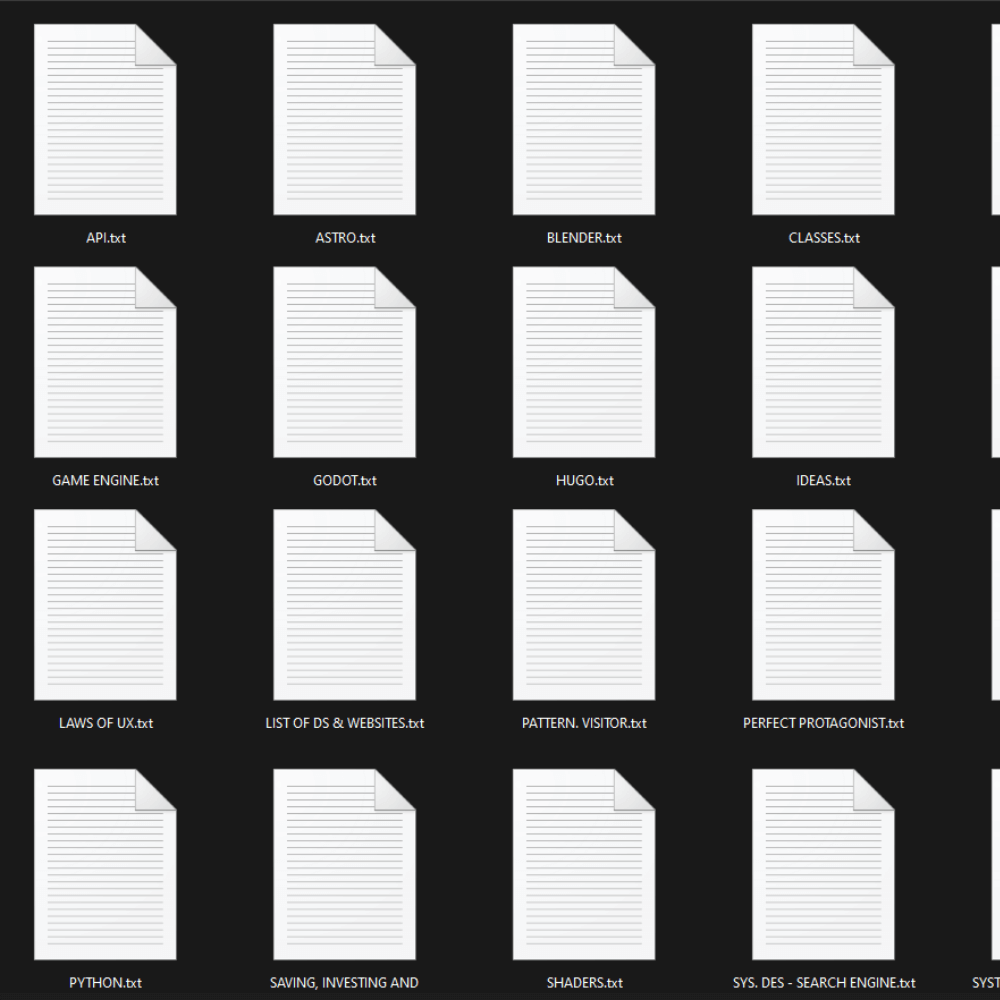 API.txt
ASTRO.txt
BLENDER.txt
CLASSES.txt
GAME ENGINE.txt
GODOT.txt
HUGO.txt
IDEAS.txt
LAWS OF UX.txt
LIST OF DS & WEBSITES.txt
PATTERN. VISITOR.txt
PERFECT PROTAGONIST.txt
PYTHON.txt
SAVING, INVESTING AND
SHADERS.txt
SYS. DES - SEARCH ENGINE.txt